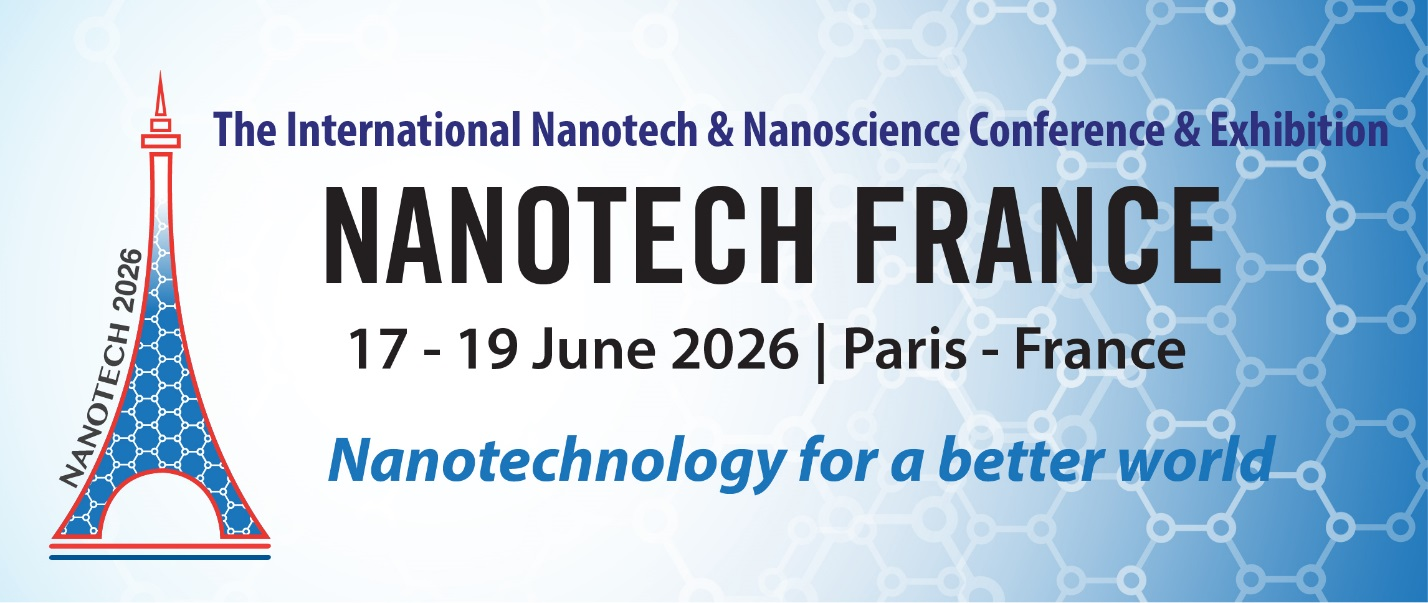 The International Nanotech & Nanoscience Conference & Exhibition
NANOTECH FRANCE
17 - 19 June 2026 | Paris - France
Nanotechnology for a better world
NANOTECH 2026